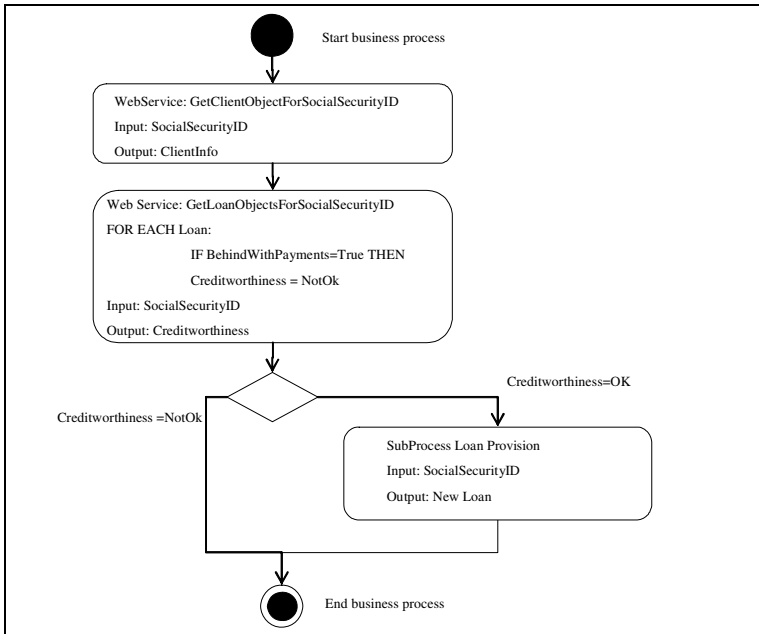 Start business process
WebService: GetClientObjectForSocialSecurityID
Input: SocialSecurityID
Output: ClientInfo
Web Service: GetLoanObjectsForSocialSecurityID
FOR EACH Loan:
IF BehindWithPayments=True THEN
Creditworthiness = NotOk
Input: SocialSecurityID
Output: Creditworthiness
Creditworthiness=OK
Creditworthiness =NotOk
SubProcess Loan Provision
Input: SocialSecurityID
Output: New Loan
End business process